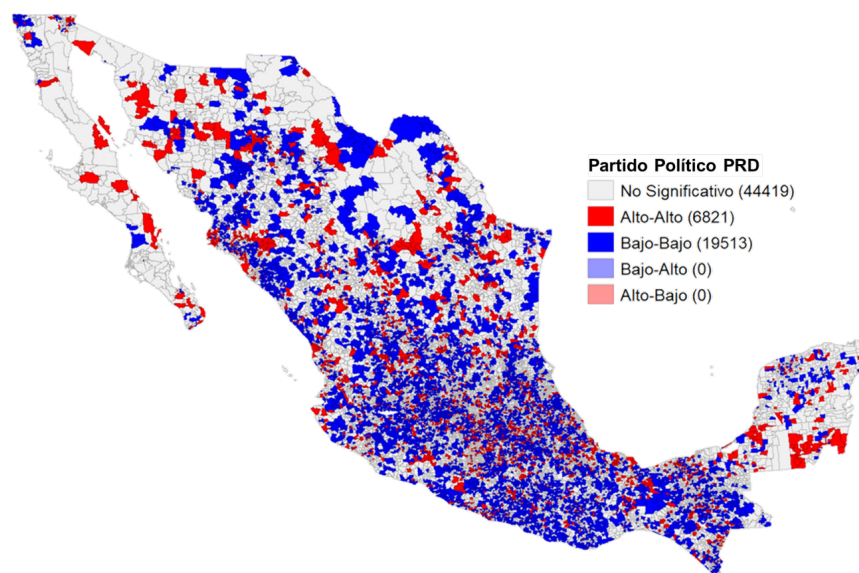 Partido Político PRD
No Significativo (44419)
Alto-Alto (6821)
Bajo-Bajo (19513)
Bajo-Alto (0)
Alto-Bajo (0)